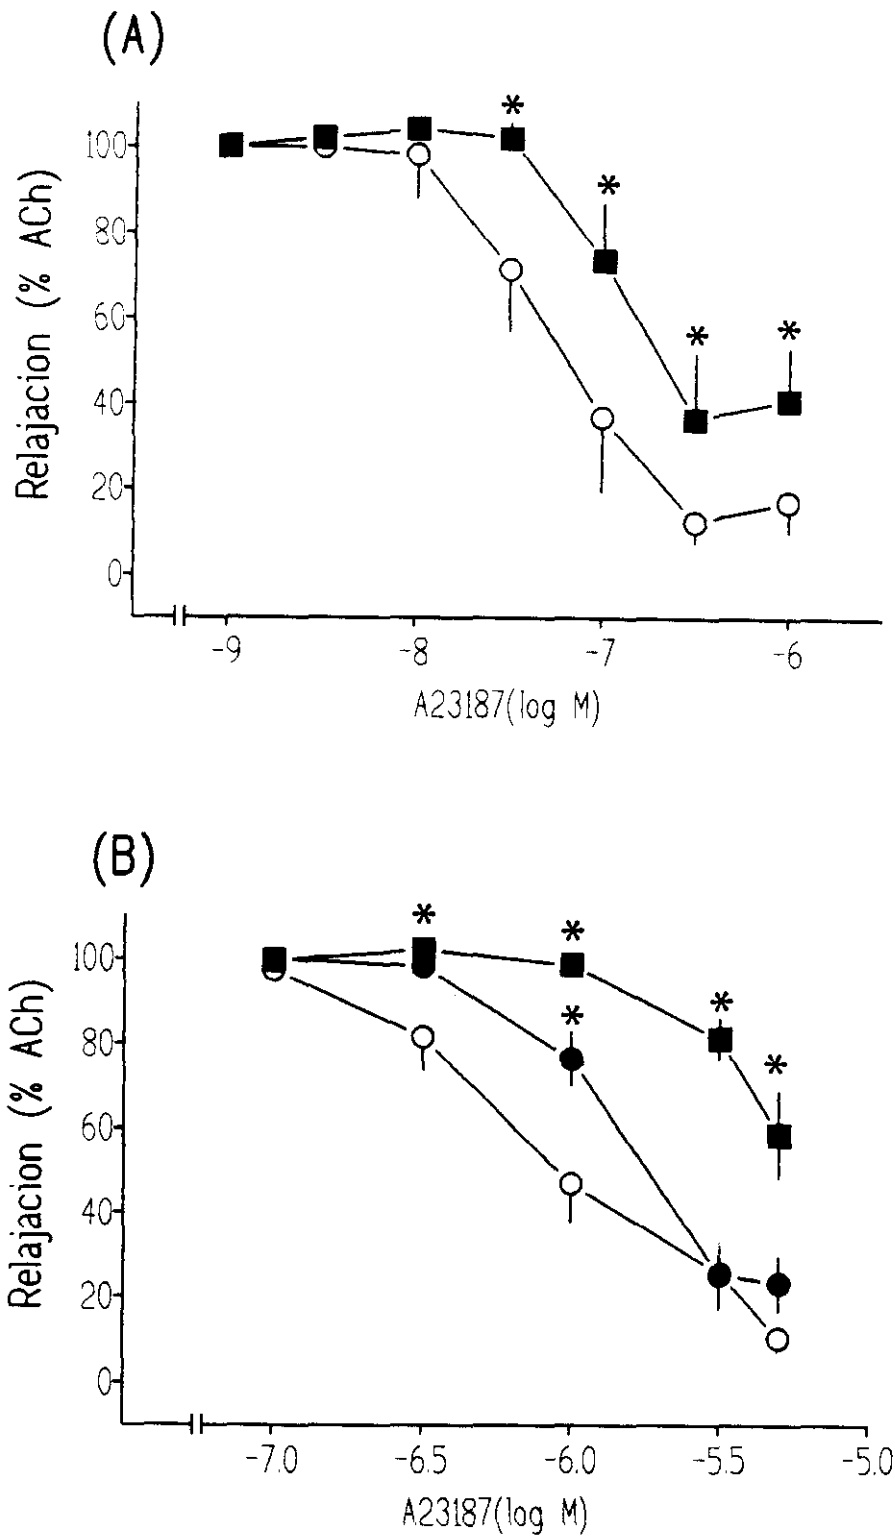 (A)
Relajacion (% ACh)
100
80
60
40
20
0
-9 -8 -7 -6
A23187(log M)
* * * *
(B)
Relajacion (% ACh)
100
80
60
40
20
0
-7.0 -6.5 -6.0 -5.5 -5.0
A23187(log M)
* * * * *